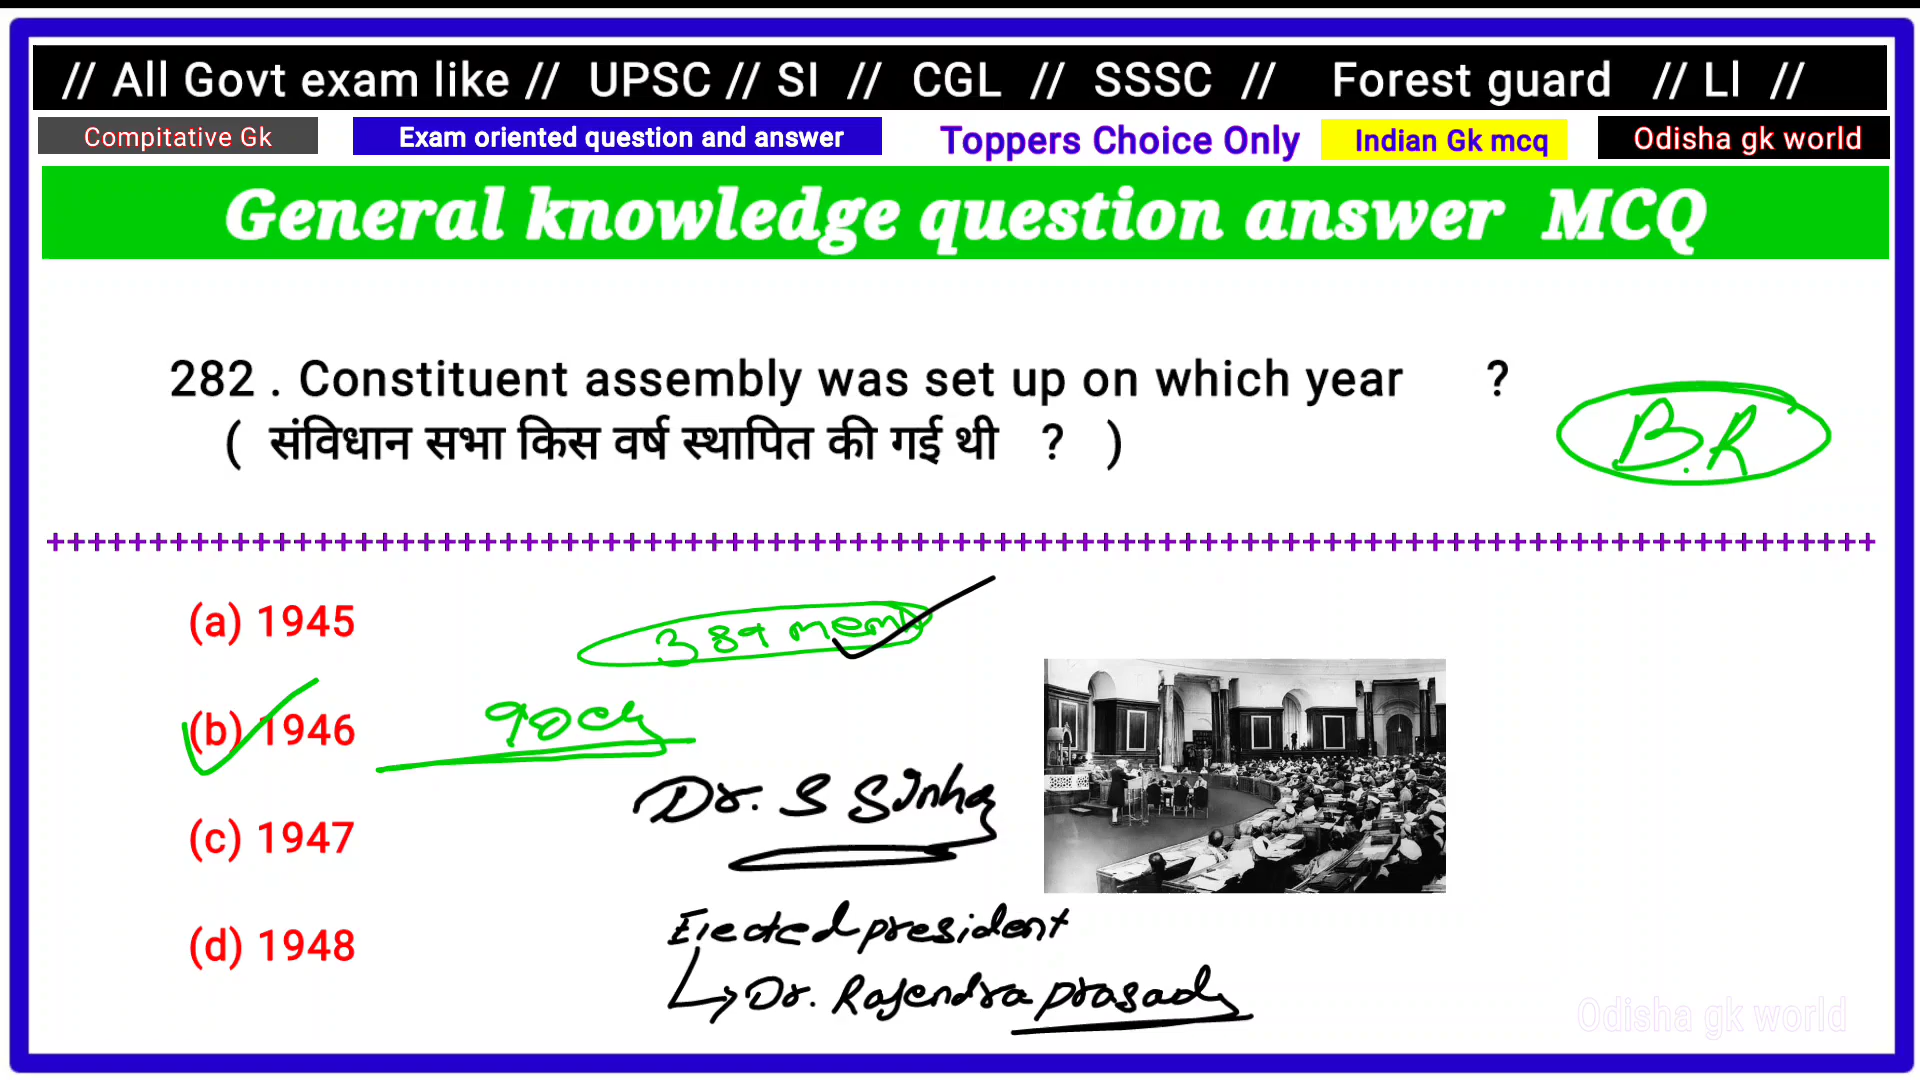 // All Govt exam like // UPSC // SI // CGL // SSSC // Forest guard // Ll //
Compitative Gk Exam oriented question and answer Toppers Choice Only Indian Gk mcq Odisha gk world
General knowledge question answer MCQ
282 . Constituent assembly was set up on which year ?
( संविधान सभा किस वर्ष स्थापित की गई थी ? )
B.R
++++++++++++++++++++++++++++++++++++++++++++++++++++++++++++++++++++++++++++++++++++++++
(a) 1945
389 memb
(b) 1946
(c) 1947
Dr. S Sinha
(d) 1948
Elected president
Dr. Rajendra prasad
Odisha gk world